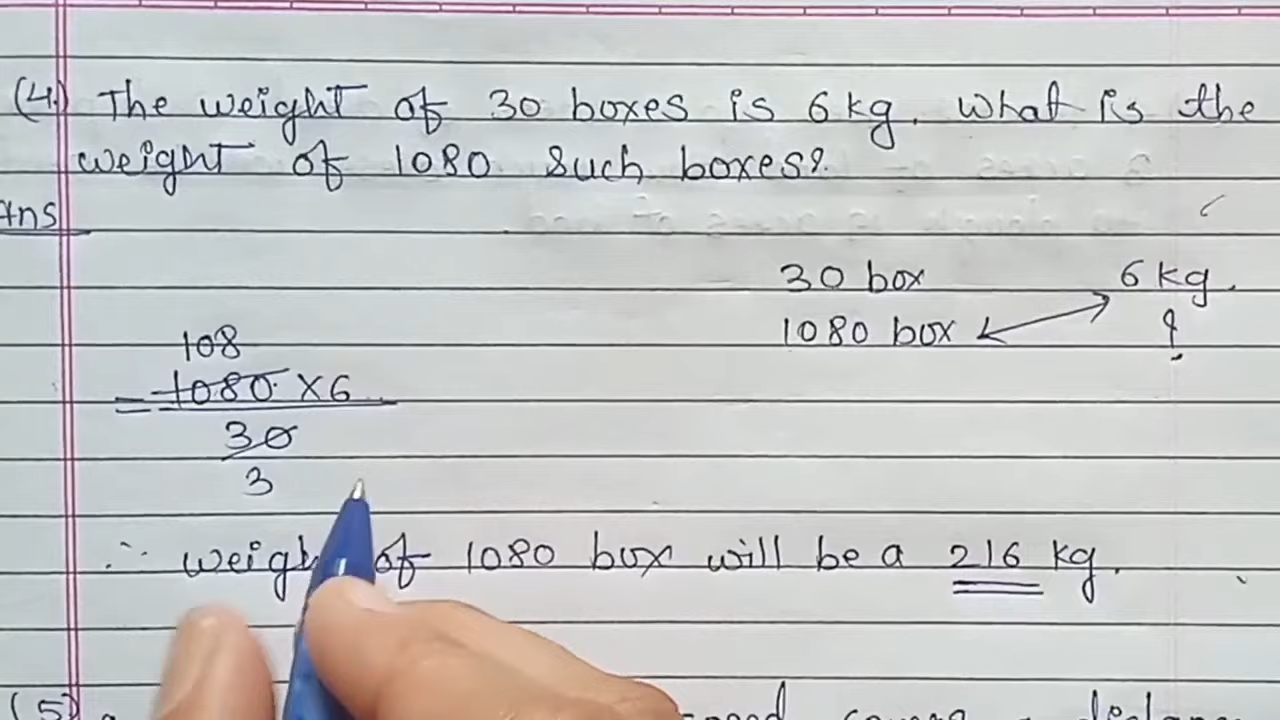 (4.) The weight of 30 boxes is 6 kg. What is the
weight of 1080 such boxes?
Ans
30 box 6 kg.
1080 box ?
108
= 1080 × 6
30
3
∴ weight of 1080 box will be a 216 kg.
(5)